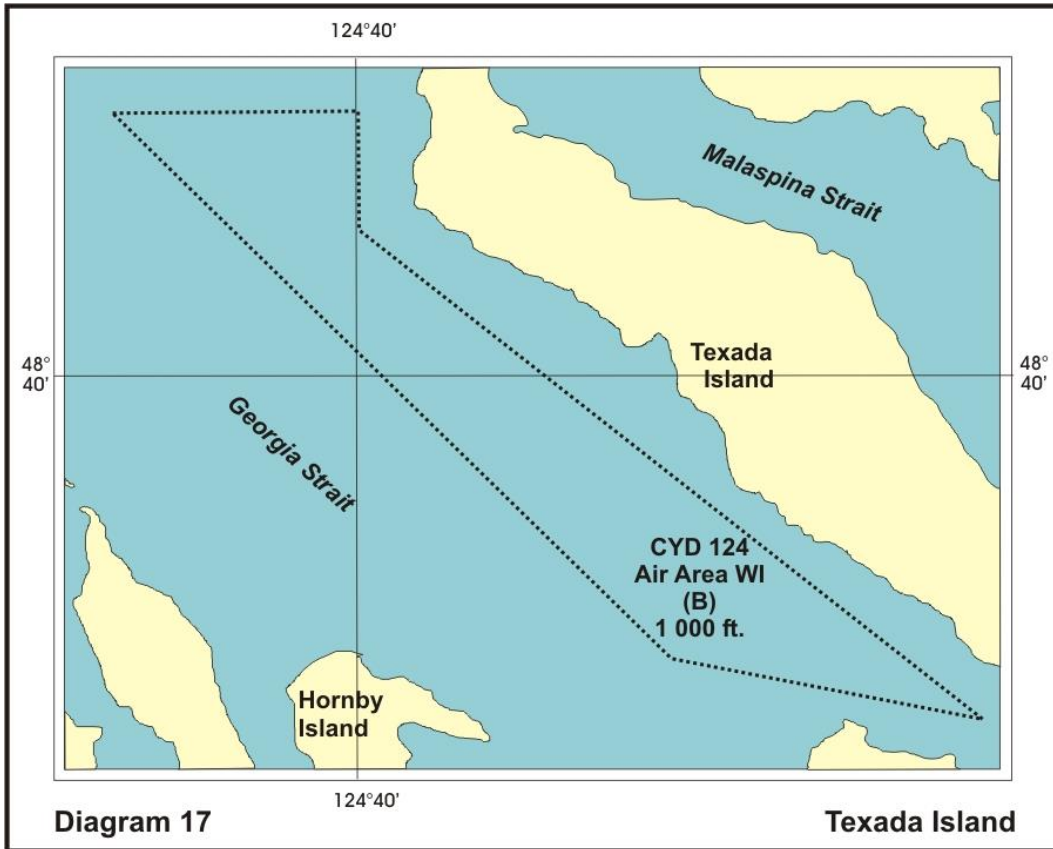 124°40’
Malaspina Strait
48°
40’
Texada
Island
48°
40’
Georgia Strait
CYD 124
Air Area WI
(B)
1 000 ft.
Hornby
Island
124°40’
Diagram 17
Texada Island